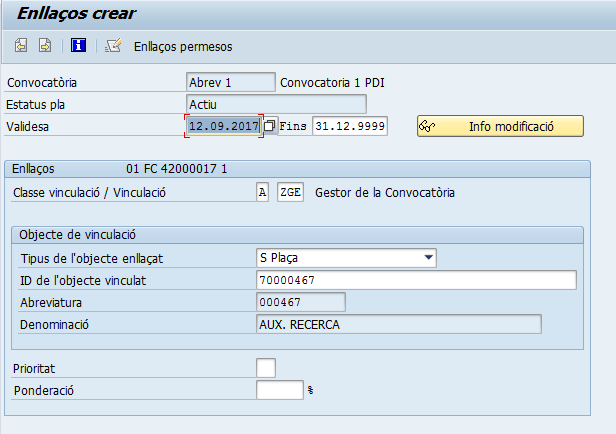 Enllaços crear
Enllaços permesos
Convocatòria Abrev 1 Convocatoria 1 PDI
Estatus pla Actiu
Validesa 12.09.2017 Fins 31.12.9999 Info modificació
Enllaços 01 FC 42000017 1
Classe vinculació / Vinculació A ZGE Gestor de la Convocatòria
Objecte de vinculació
Tipus de l'objecte enllaçat S Plaça
ID de l'objecte vinculat 70000467
Abreviatura 000467
Denominació AUX. RECERCA
Prioritat
Ponderació %